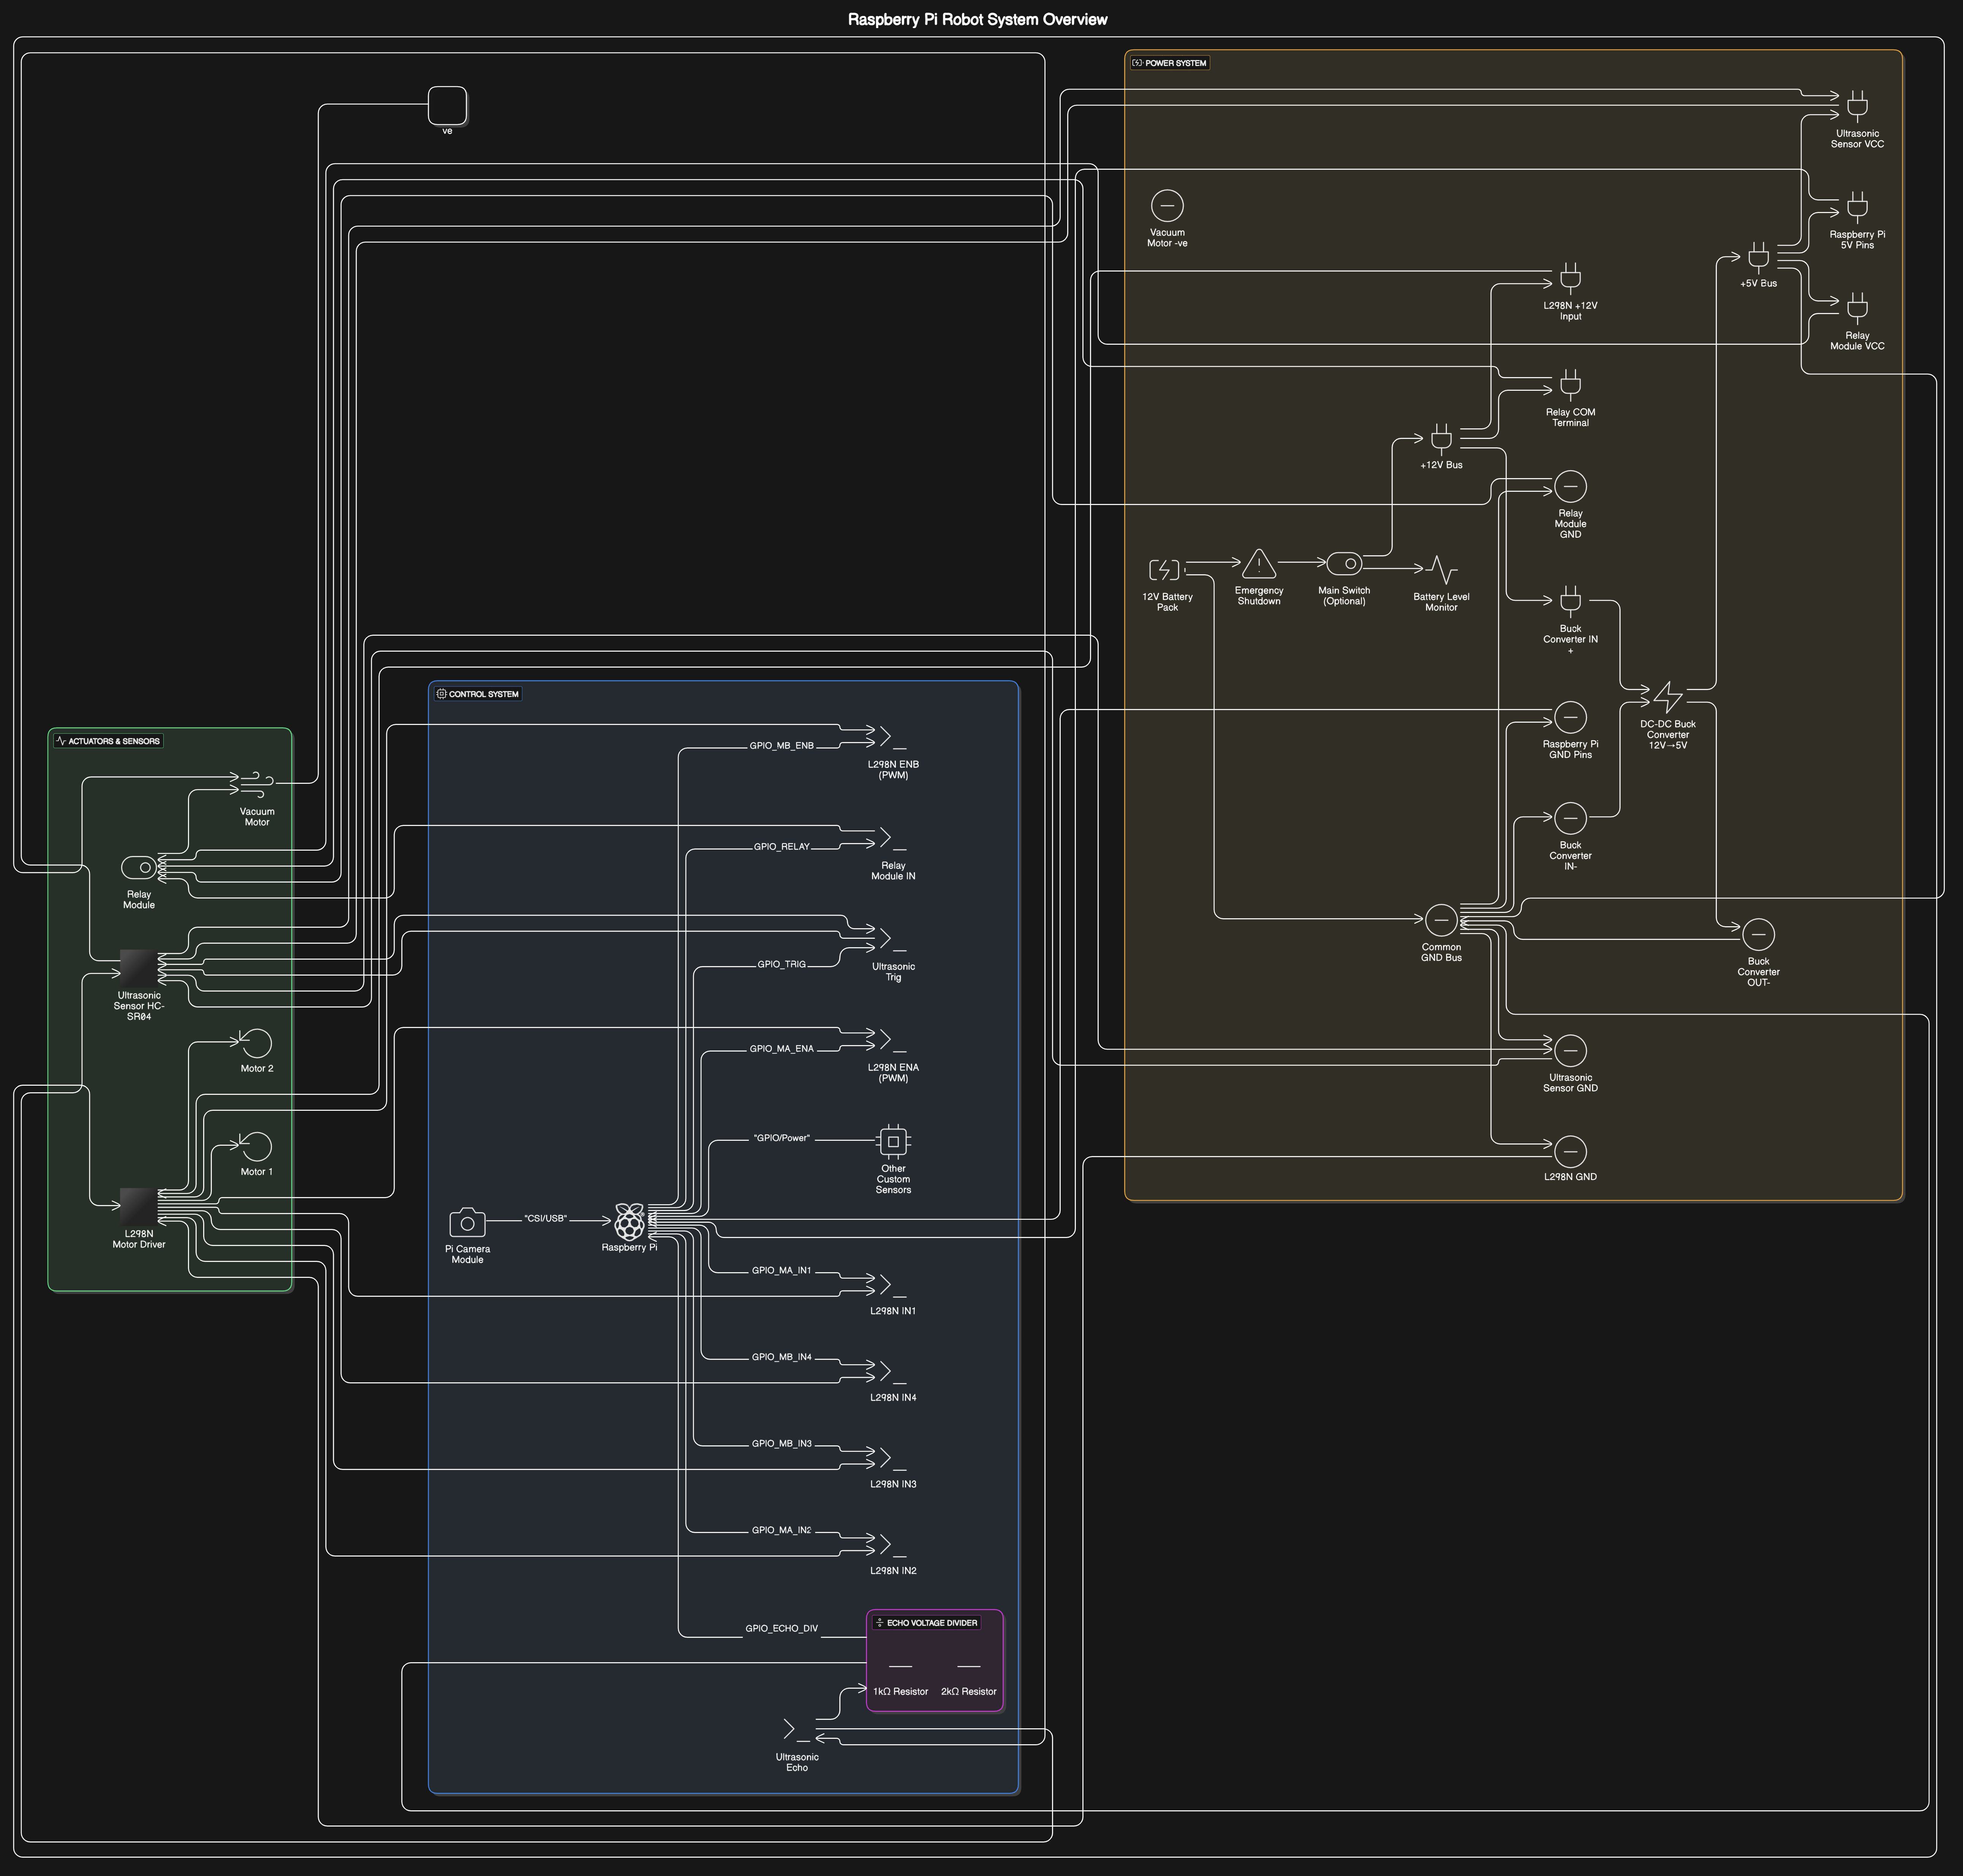 Raspberry Pi Robot System Overview
POWER SYSTEM
ve
Ultrasonic
Sensor VCC
Vacuum
Motor -ve
Raspberry Pi
5V Pins
+5V Bus
L298N +12V
Input
Relay
Module VCC
Relay COM
Terminal
+12V Bus
Relay
Module
GND
12V Battery
Pack
Emergency
Shutdown
Main Switch
(Optional)
Battery Level
Monitor
Buck
Converter IN
+
DC-DC Buck
Converter
12V→5V
Raspberry Pi
GND Pins
Buck
Converter
IN-
Common
GND Bus
Buck
Converter
OUT-
Ultrasonic
Sensor GND
L298N GND
CONTROL SYSTEM
GPIO_MB_ENB
L298N ENB
(PWM)
GPIO_RELAY
Relay
Module IN
GPIO_TRIG
Ultrasonic
Trig
GPIO_MA_ENA
L298N ENA
(PWM)
"GPIO/Power"
Other
Custom
Sensors
"CSI/USB"
Pi Camera
Module
Raspberry Pi
GPIO_MA_IN1
L298N IN1
GPIO_MB_IN4
L298N IN4
GPIO_MB_IN3
L298N IN3
GPIO_MA_IN2
L298N IN2
GPIO_ECHO_DIV
ECHO VOLTAGE DIVIDER
1kΩ Resistor
2kΩ Resistor
Ultrasonic
Echo
ACTUATORS & SENSORS
Vacuum
Motor
Relay
Module
Ultrasonic
Sensor HC-
SR04
Motor 2
Motor 1
L298N
Motor Driver